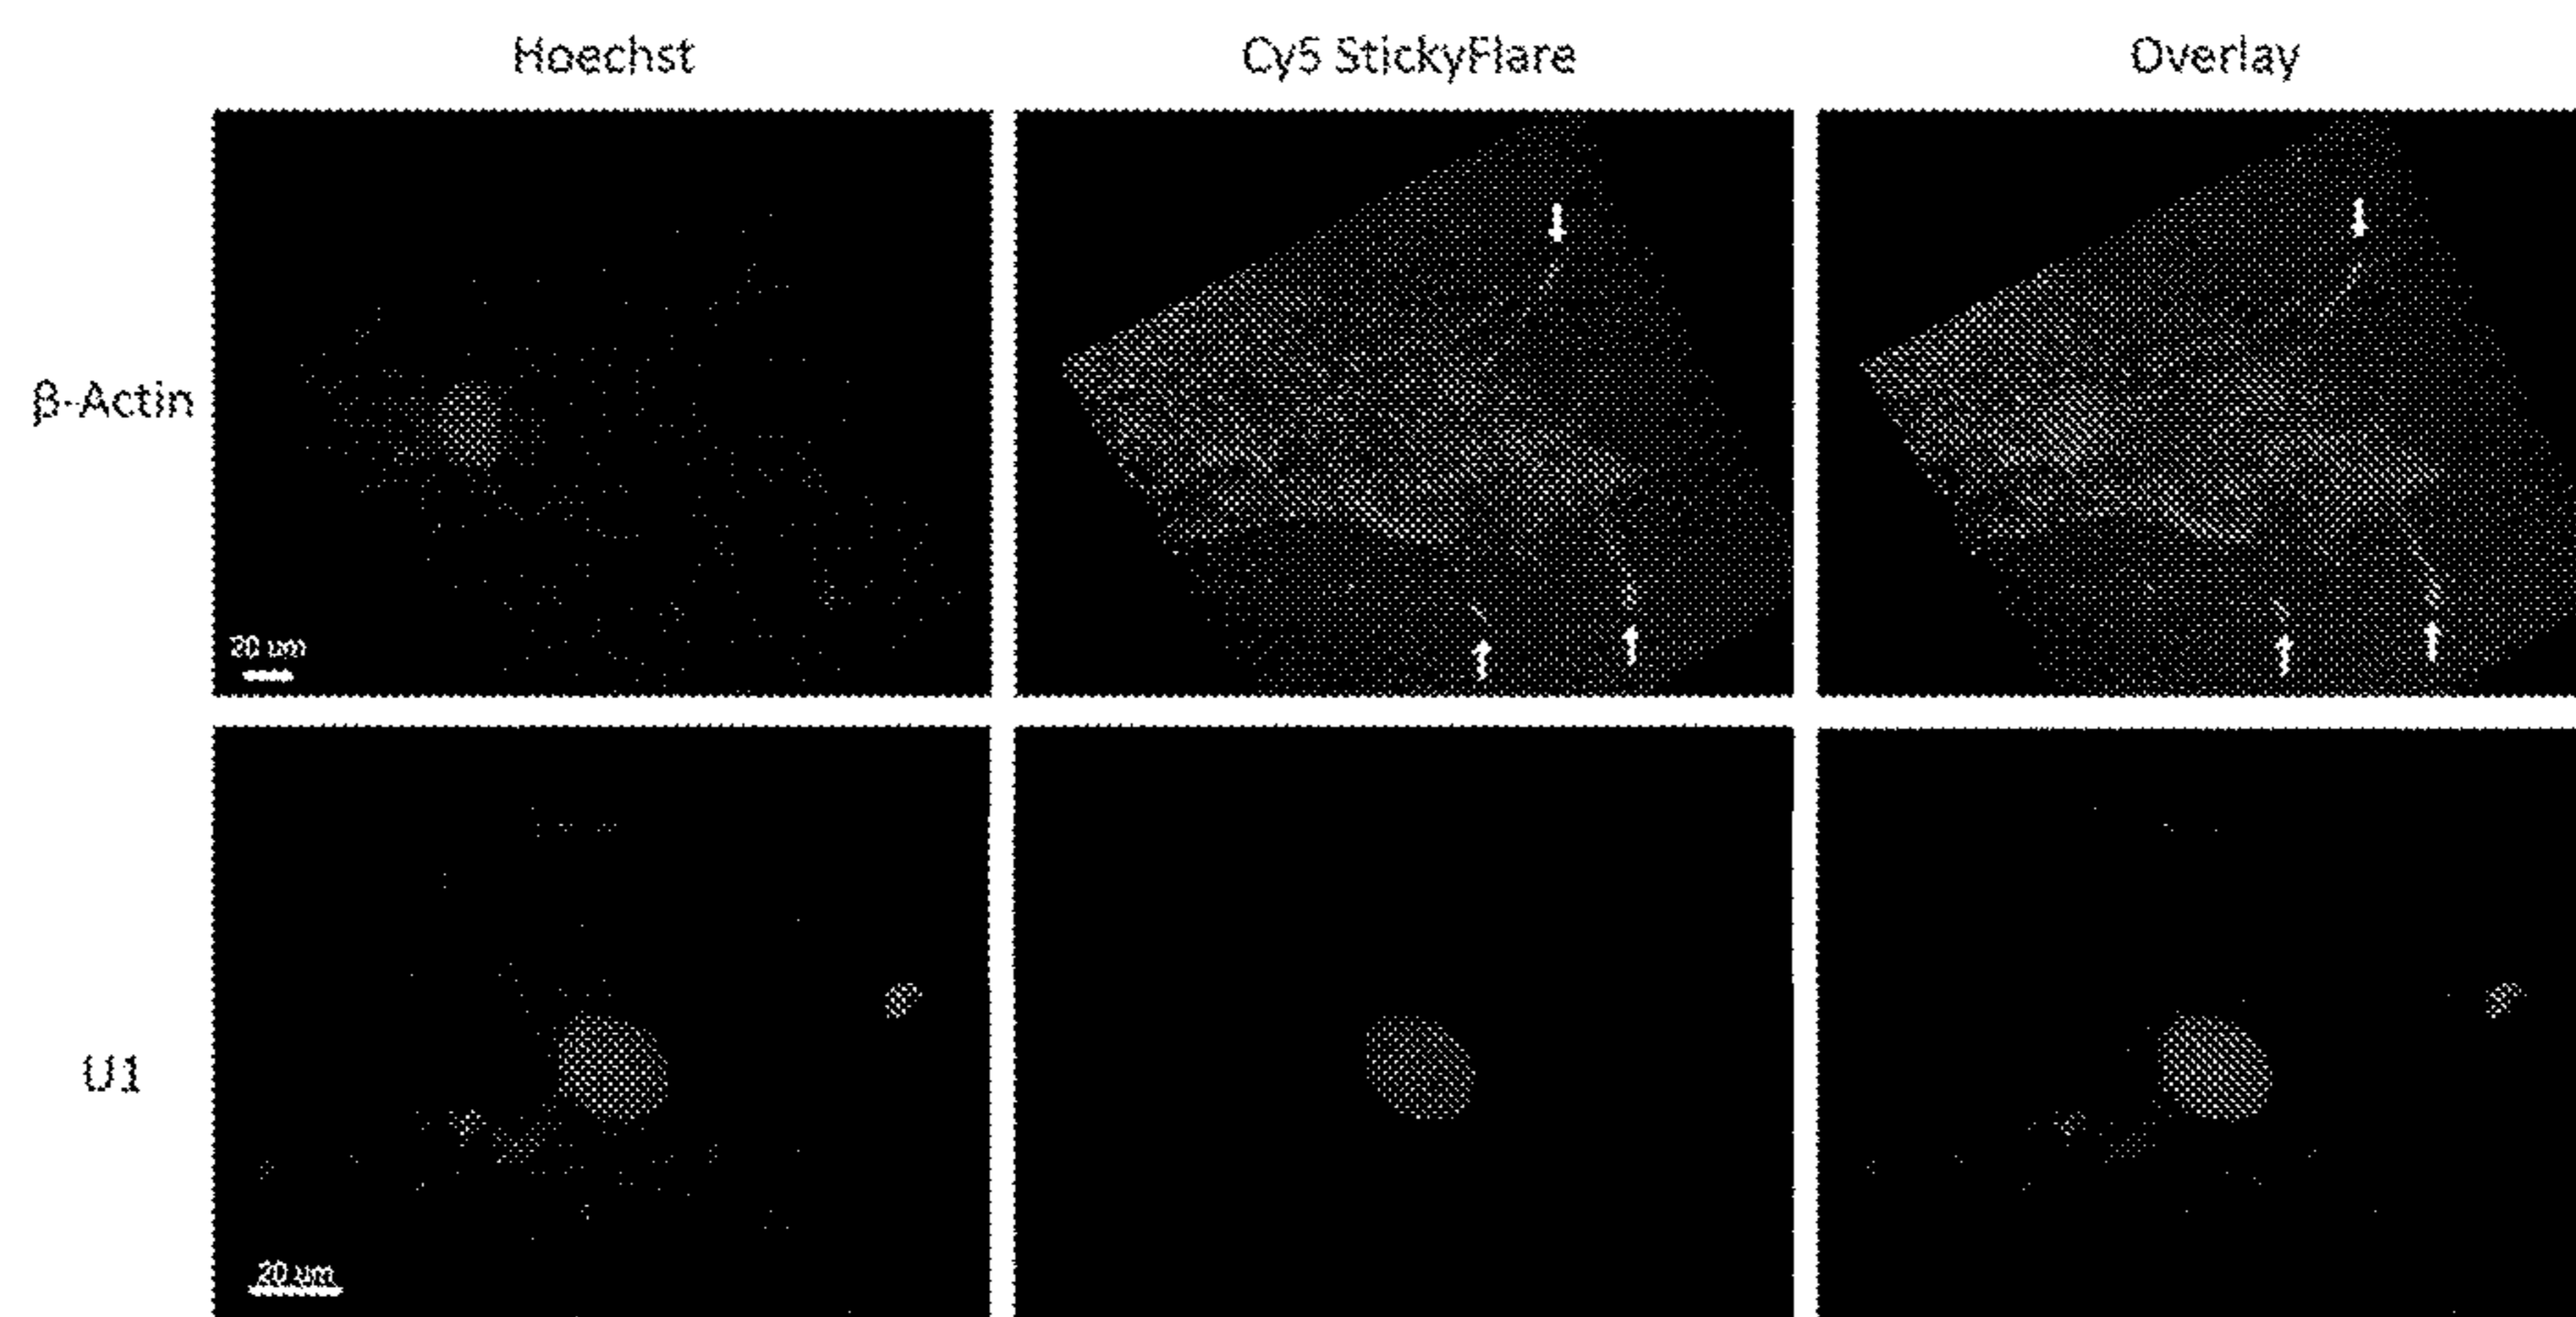 Hoechst
Cy5 StickyFlare
Overlay
β-Actin
20 um
U1
20 um